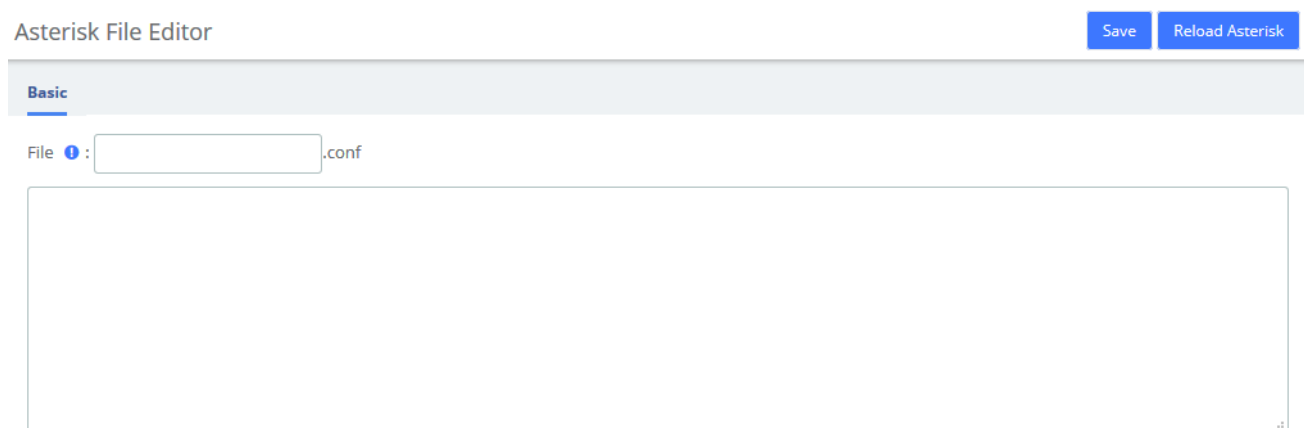 Asterisk File Editor
Save
Reload Asterisk
Basic
File ! : .conf